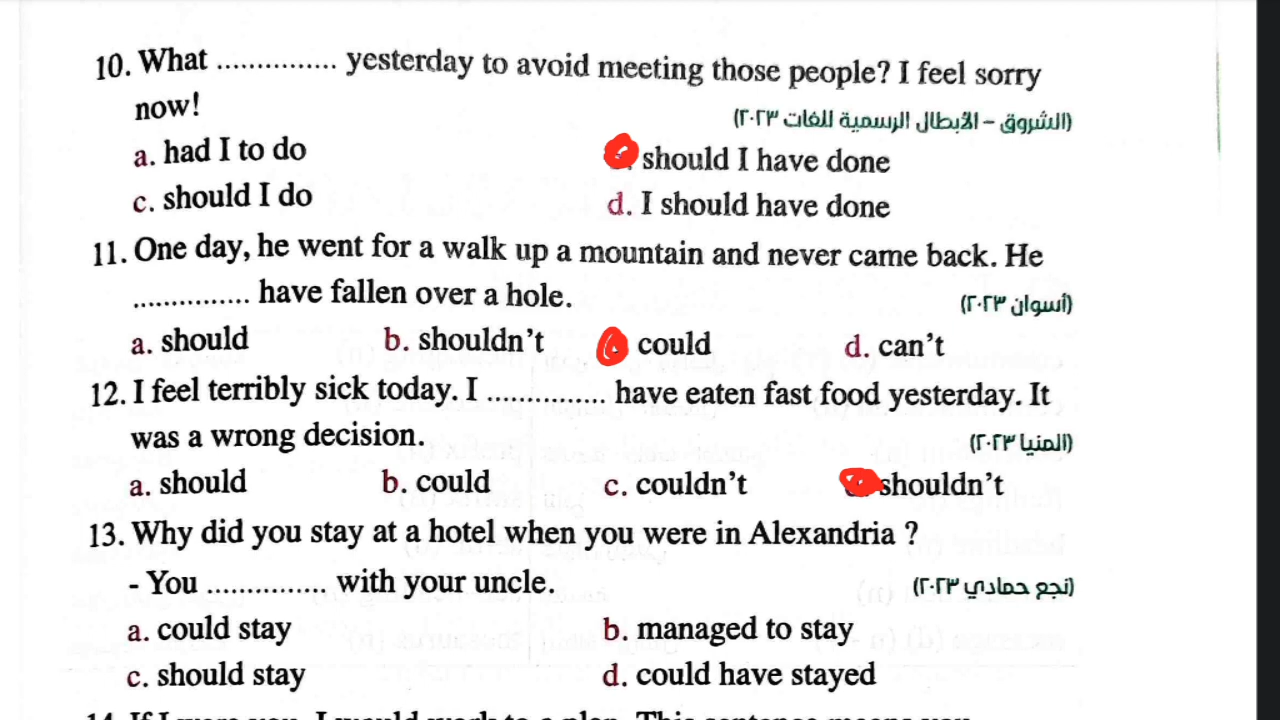 10. What ............... yesterday to avoid meeting those people? I feel sorry
now!
(الشروق – الأبطال الرسمية للغات ٢٠٢٣)
a. had I to do
should I have done
c. should I do
d. I should have done
11. One day, he went for a walk up a mountain and never came back. He
............... have fallen over a hole.
(أسوان ٢٠٢٣)
a. should b. shouldn't could d. can't
12. I feel terribly sick today. I ............... have eaten fast food yesterday. It
was a wrong decision.
(المنيا ٢٠٢٣)
a. should b. could c. couldn't shouldn't
13. Why did you stay at a hotel when you were in Alexandria ?
- You ............... with your uncle.
(نجع حمادي ٢٠٢٣)
a. could stay b. managed to stay
c. should stay d. could have stayed